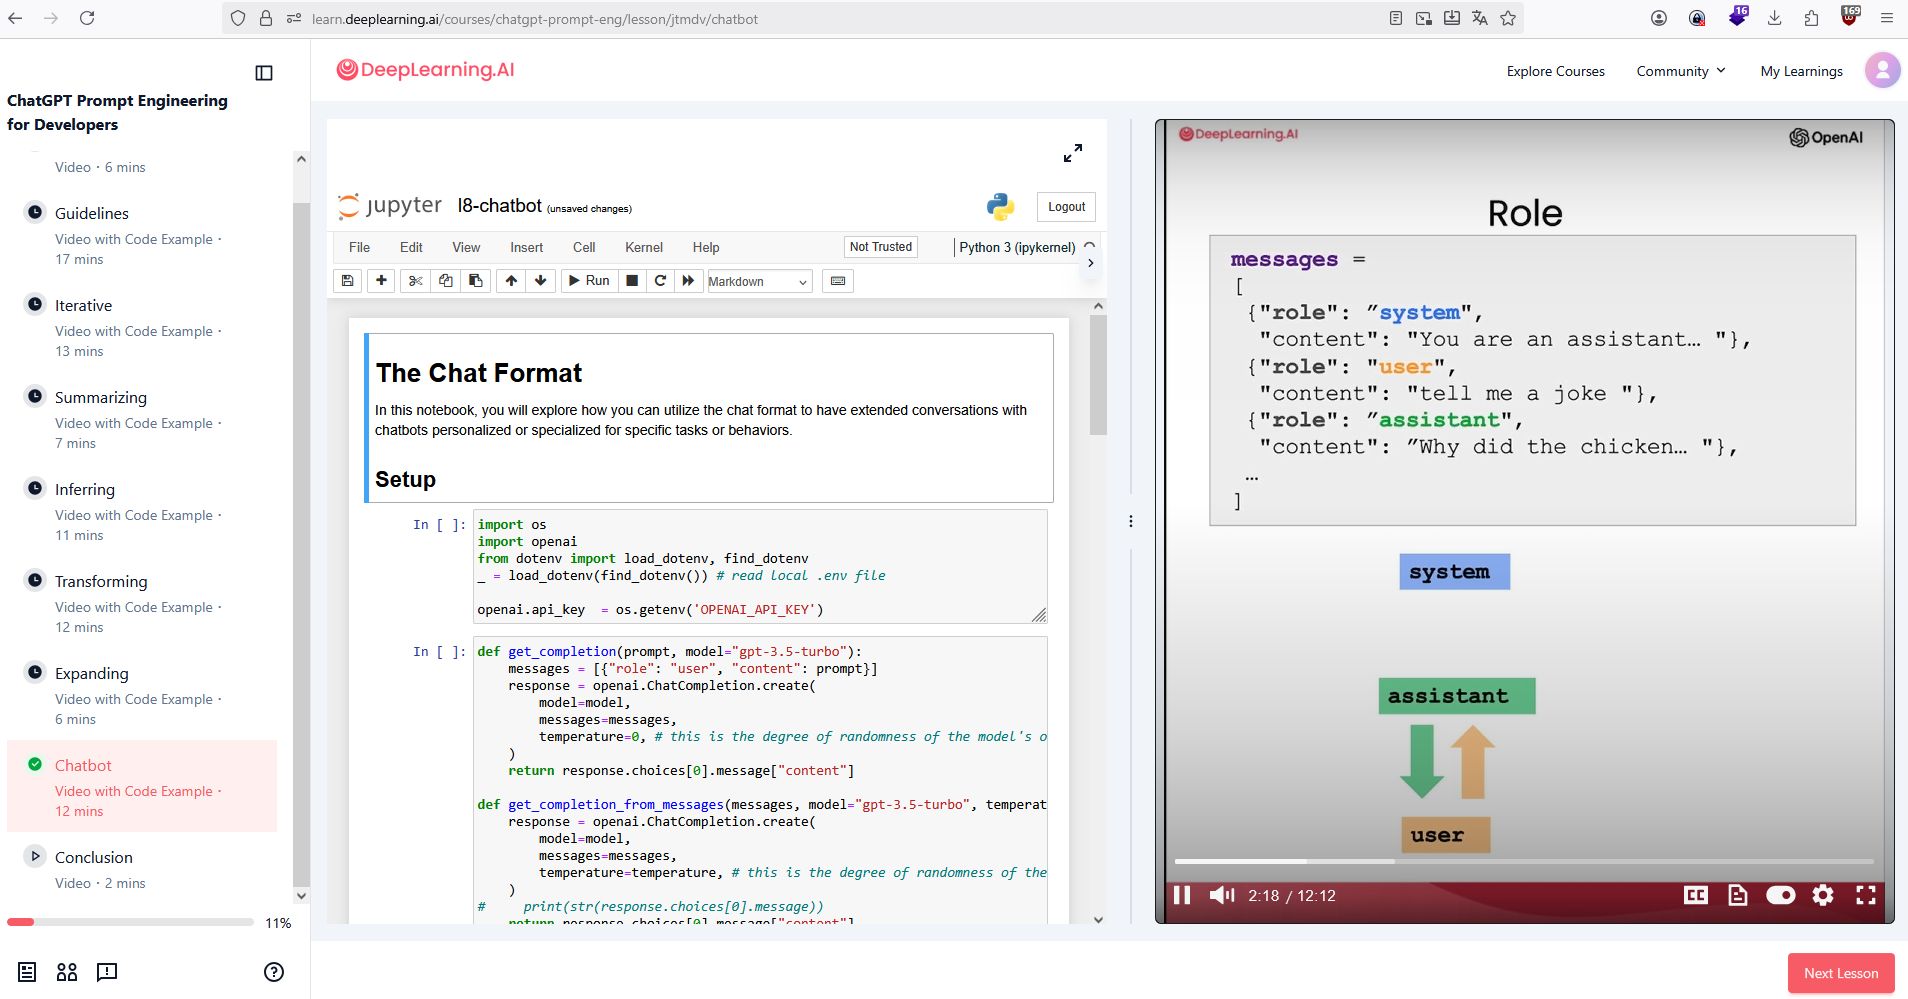 learn.deeplearning.ai/courses/chatgpt-prompt-eng/lesson/jtmdv/chatbot
16
169
ChatGPT Prompt Engineering
for Developers
Video · 6 mins
Guidelines
Video with Code Example ·
17 mins
Iterative
Video with Code Example ·
13 mins
Summarizing
Video with Code Example ·
7 mins
Inferring
Video with Code Example ·
11 mins
Transforming
Video with Code Example ·
12 mins
Expanding
Video with Code Example ·
6 mins
Chatbot
Video with Code Example ·
12 mins
Conclusion
Video · 2 mins
11%
DeepLearning.AI
Explore Courses
Community
My Learnings
jupyter l8-chatbot (unsaved changes)
Logout
File Edit View Insert Cell Kernel Help
Not Trusted
Python 3 (ipykernel)
Run
Markdown
The Chat Format
In this notebook, you will explore how you can utilize the chat format to have extended conversations with
chatbots personalized or specialized for specific tasks or behaviors.
Setup
In [ ]: import os
import openai
from dotenv import load_dotenv, find_dotenv
_ = load_dotenv(find_dotenv()) # read local .env file
openai.api_key  = os.getenv('OPENAI_API_KEY')
In [ ]: def get_completion(prompt, model="gpt-3.5-turbo"):
    messages = [{"role": "user", "content": prompt}]
    response = openai.ChatCompletion.create(
        model=model,
        messages=messages,
        temperature=0, # this is the degree of randomness of the model's o
    )
    return response.choices[0].message["content"]
def get_completion_from_messages(messages, model="gpt-3.5-turbo", temperat
    response = openai.ChatCompletion.create(
        model=model,
        messages=messages,
        temperature=temperature, # this is the degree of randomness of the
    )
#     print(str(response.choices[0].message))
    return response.choices[0].message["content"]
DeepLearning.AI
OpenAI
Role
messages =
[
{"role": ”system",
"content": "You are an assistant… "},
{"role": "user",
"content": "tell me a joke "},
{"role": ”assistant",
"content": ”Why did the chicken… "},
…
]
system
assistant
user
2:18 / 12:12
CC
Next Lesson